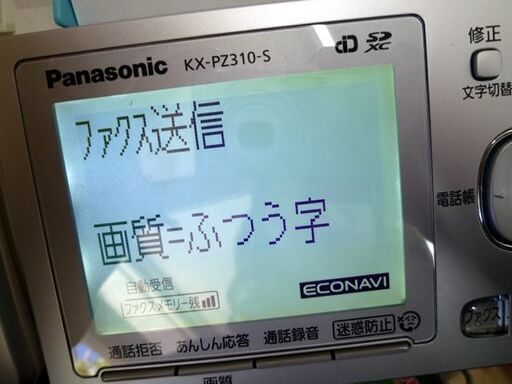 Panasonic KX-PZ310-S
SD XC
修正
文字切替
ファクス送信
画質=ふつう字
電話帳
自動受信
ファクスメモリー残
ECONAVI
ファクス
通話拒否 あんしん応答 通話録音 迷惑防止
画質